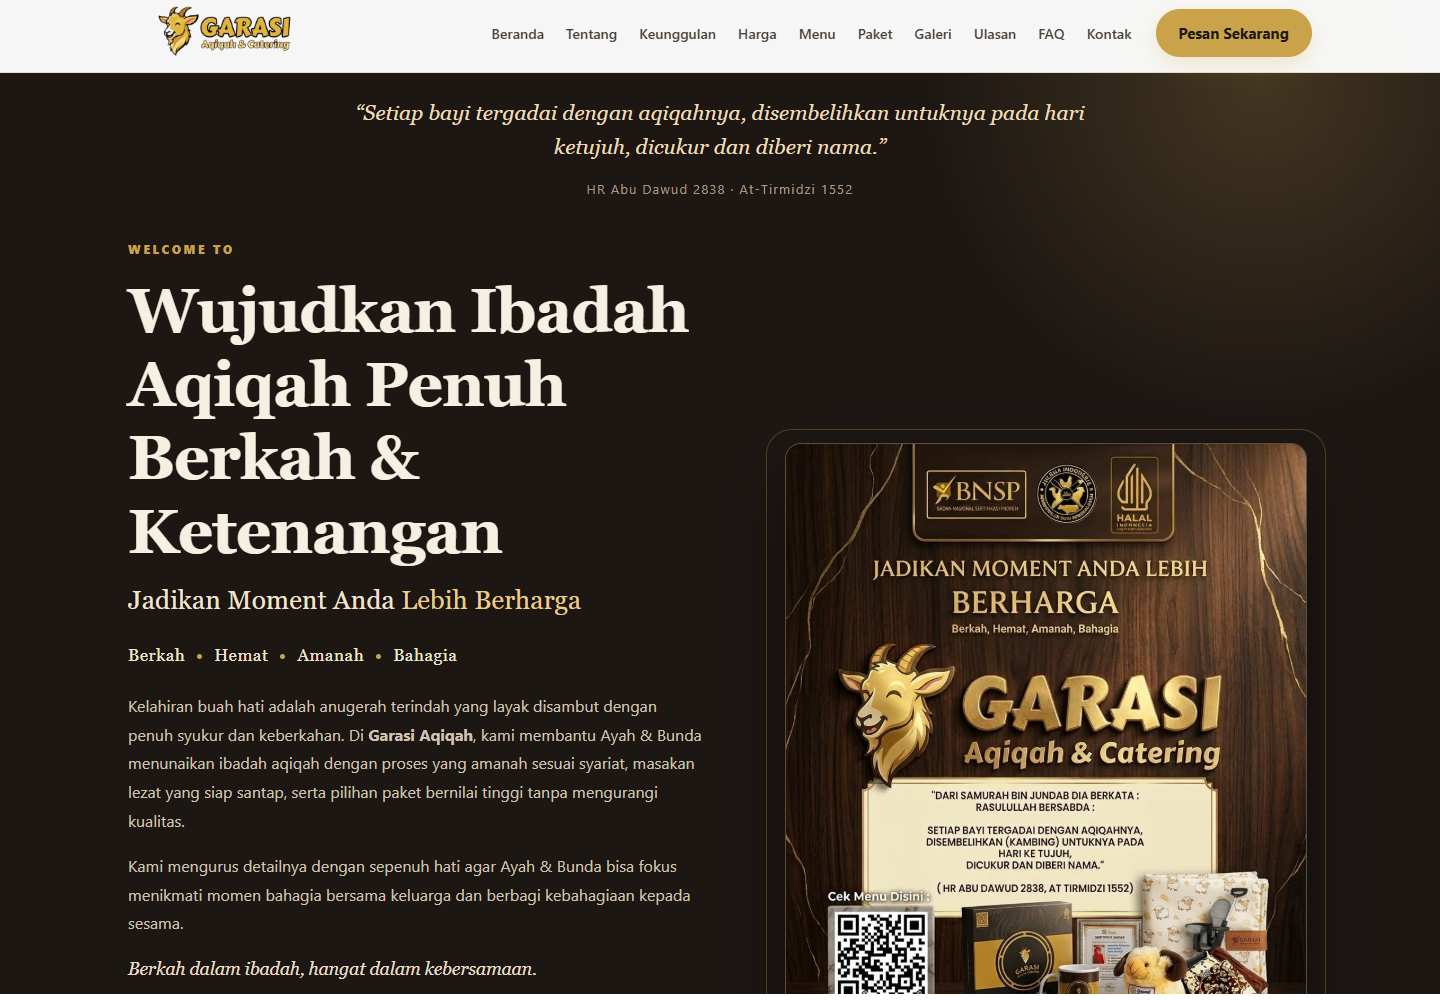 GARASI
Aqiqah & Catering
Beranda
Tentang
Keunggulan
Harga
Menu
Paket
Galeri
Ulasan
FAQ
Kontak
Pesan Sekarang
“Setiap bayi tergadai dengan aqiqahnya, disembelihkan untuknya pada hari
ketujuh, dicukur dan diberi nama.”
HR Abu Dawud 2838 · At-Tirmidzi 1552
WELCOME TO
Wujudkan Ibadah
Aqiqah Penuh
Berkah &
Ketenangan
Jadikan Moment Anda Lebih Berharga
Berkah • Hemat • Amanah • Bahagia
Kelahiran buah hati adalah anugerah terindah yang layak disambut dengan
penuh syukur dan keberkahan. Di Garasi Aqiqah, kami membantu Ayah & Bunda
menunaikan ibadah aqiqah dengan proses yang amanah sesuai syariat, masakan
lezat yang siap santap, serta pilihan paket bernilai tinggi tanpa mengurangi
kualitas.
Kami mengurus detailnya dengan sepenuh hati agar Ayah & Bunda bisa fokus
menikmati momen bahagia bersama keluarga dan berbagi kebahagiaan kepada
sesama.
Berkah dalam ibadah, hangat dalam kebersamaan.
BNSP
BADAN NASIONAL SERTIFIKASI PROFESI
HALAL
INDONESIA
JADIKAN MOMENT ANDA LEBIH
BERHARGA
Berkah, Hemat, Amanah, Bahagia
GARASI
Aqiqah & Catering
"DARI SAMURAH BIN JUNDAB DIA BERKATA :
RASULULLAH BERSABDA :
SETIAP BAYI TERGADAI DENGAN AQIQAHNYA,
DISEMBELIHKAN (KAMBING) UNTUKNYA PADA
HARI KE TUJUH,
DICUKUR DAN DIBERI NAMA."
( HR ABU DAWUD 2838, AT TIRMIDZI 1552)
Cek Menu Disini :
GARASI